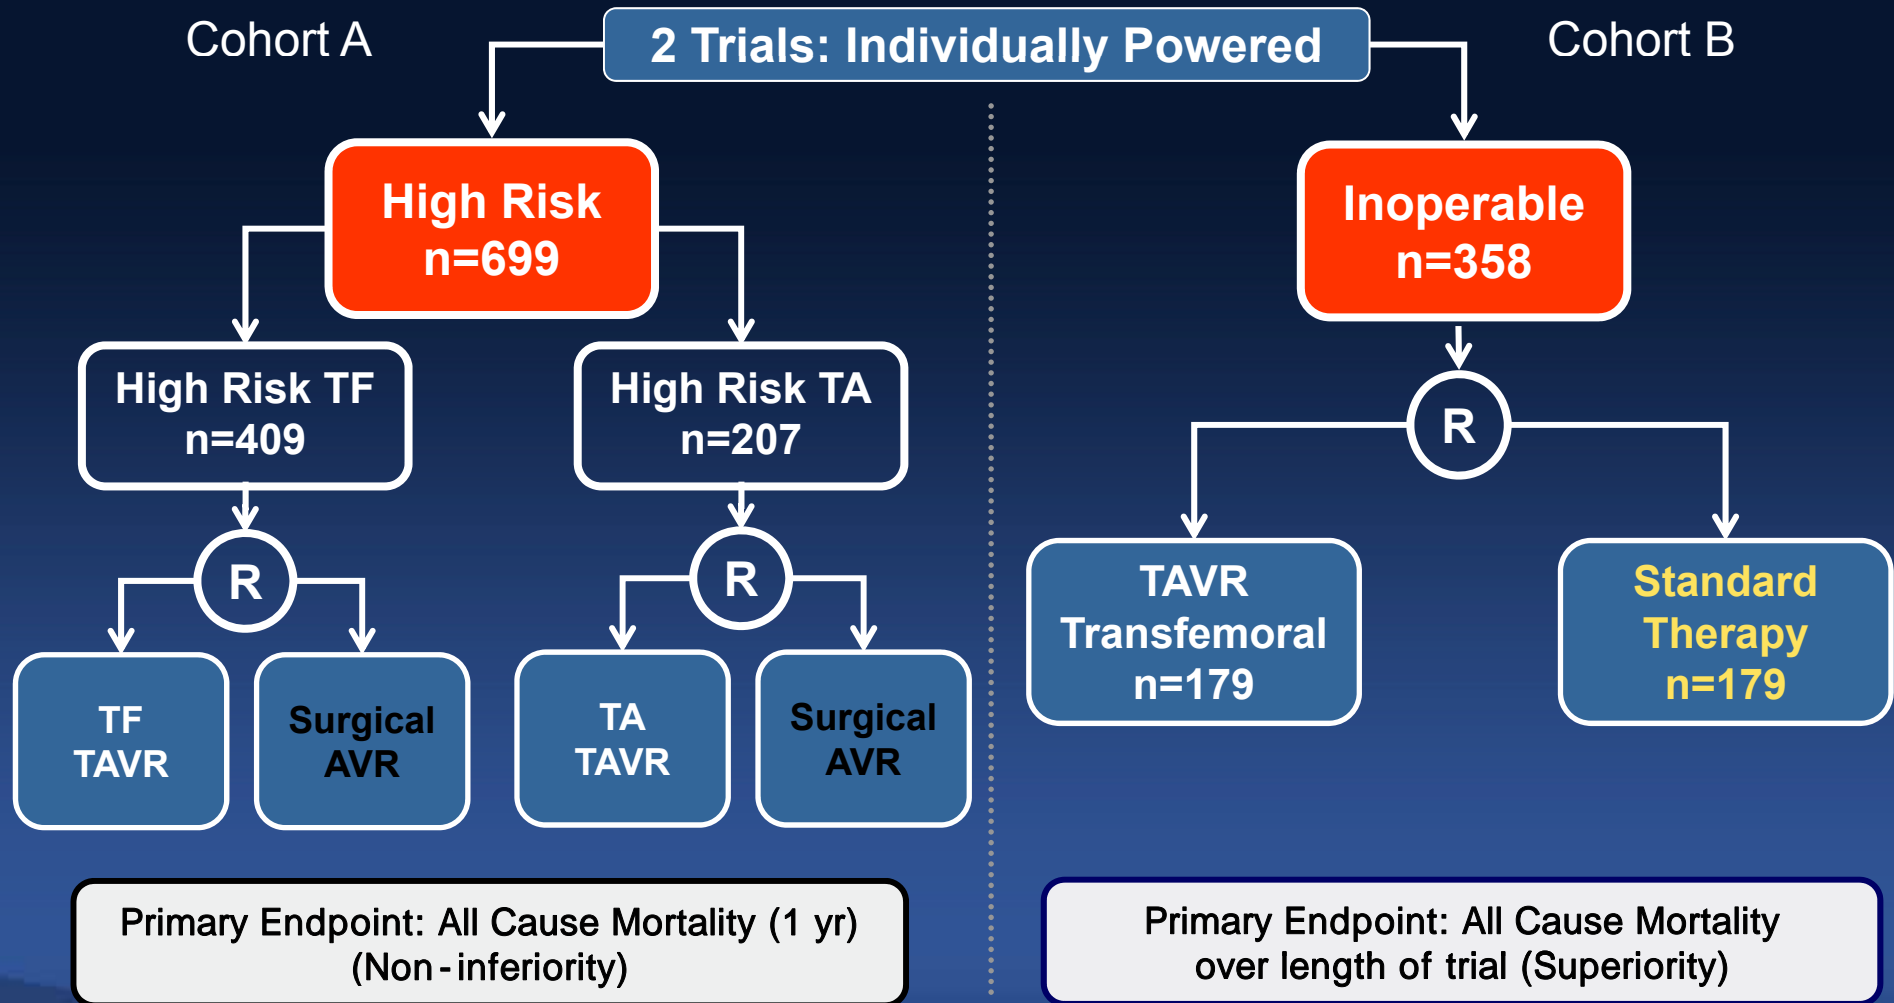 Cohort A
2 Trials: Individually Powered
Cohort B
High Risk
n=699
Inoperable
n=358
High Risk TF
n=409
High Risk TA
n=207
R
R
R
TF
TAVR
Surgical
AVR
TA
TAVR
Surgical
AVR
TAVR
Transfemoral
n=179
Standard
Therapy
n=179
Primary Endpoint: All Cause Mortality (1 yr)
(Non-inferiority)
Primary Endpoint: All Cause Mortality
over length of trial (Superiority)